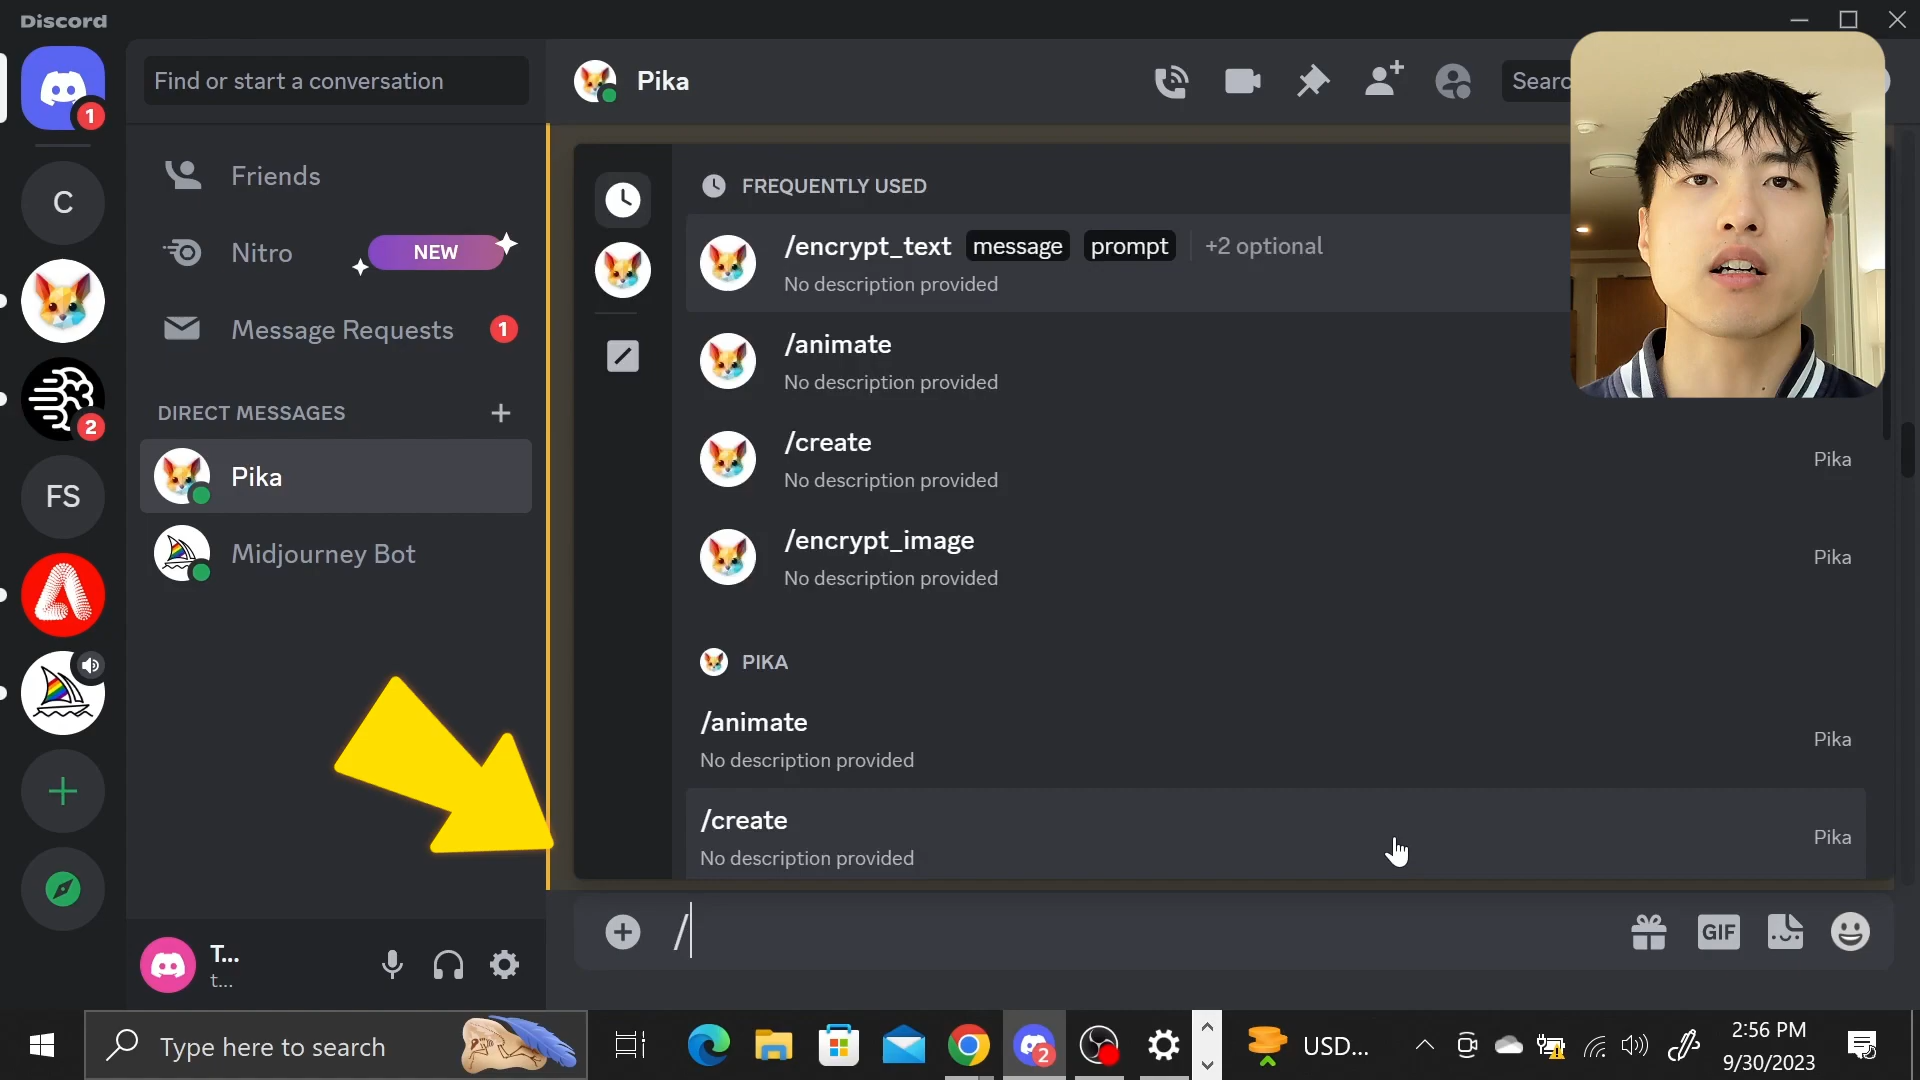 Discord
1
C
2
FS
Find or start a conversation
Friends
Nitro
NEW
Message Requests
1
DIRECT MESSAGES
Pika
Midjourney Bot
T...
t...
Pika
Searc
FREQUENTLY USED
/encrypt_text message prompt +2 optional
No description provided
/animate
No description provided
/create
No description provided
Pika
/encrypt_image
No description provided
Pika
PIKA
/animate
No description provided
Pika
/create
No description provided
Pika
/
GIF
Type here to search
2
USD...
2:56 PM
9/30/2023